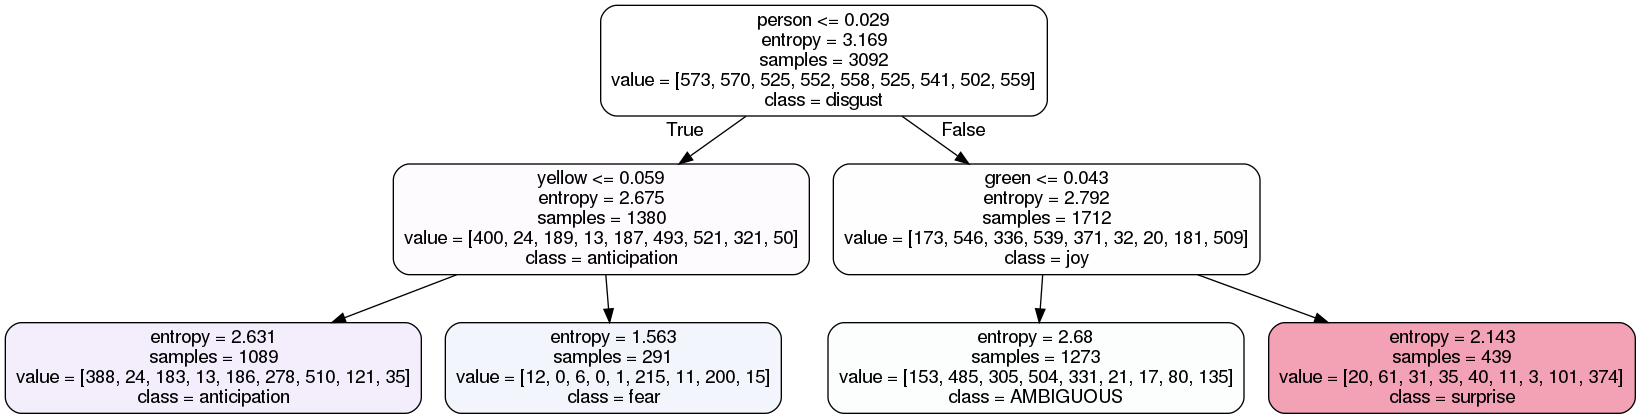 person <= 0.029
entropy = 3.169
samples = 3092
value = [573, 570, 525, 552, 558, 525, 541, 502, 559]
class = disgust
True
False
yellow <= 0.059
entropy = 2.675
samples = 1380
value = [400, 24, 189, 13, 187, 493, 521, 321, 50]
class = anticipation
green <= 0.043
entropy = 2.792
samples = 1712
value = [173, 546, 336, 539, 371, 32, 20, 181, 509]
class = joy
entropy = 2.631
samples = 1089
value = [388, 24, 183, 13, 186, 278, 510, 121, 35]
class = anticipation
entropy = 1.563
samples = 291
value = [12, 0, 6, 0, 1, 215, 11, 200, 15]
class = fear
entropy = 2.68
samples = 1273
value = [153, 485, 305, 504, 331, 21, 17, 80, 135]
class = AMBIGUOUS
entropy = 2.143
samples = 439
value = [20, 61, 31, 35, 40, 11, 3, 101, 374]
class = surprise